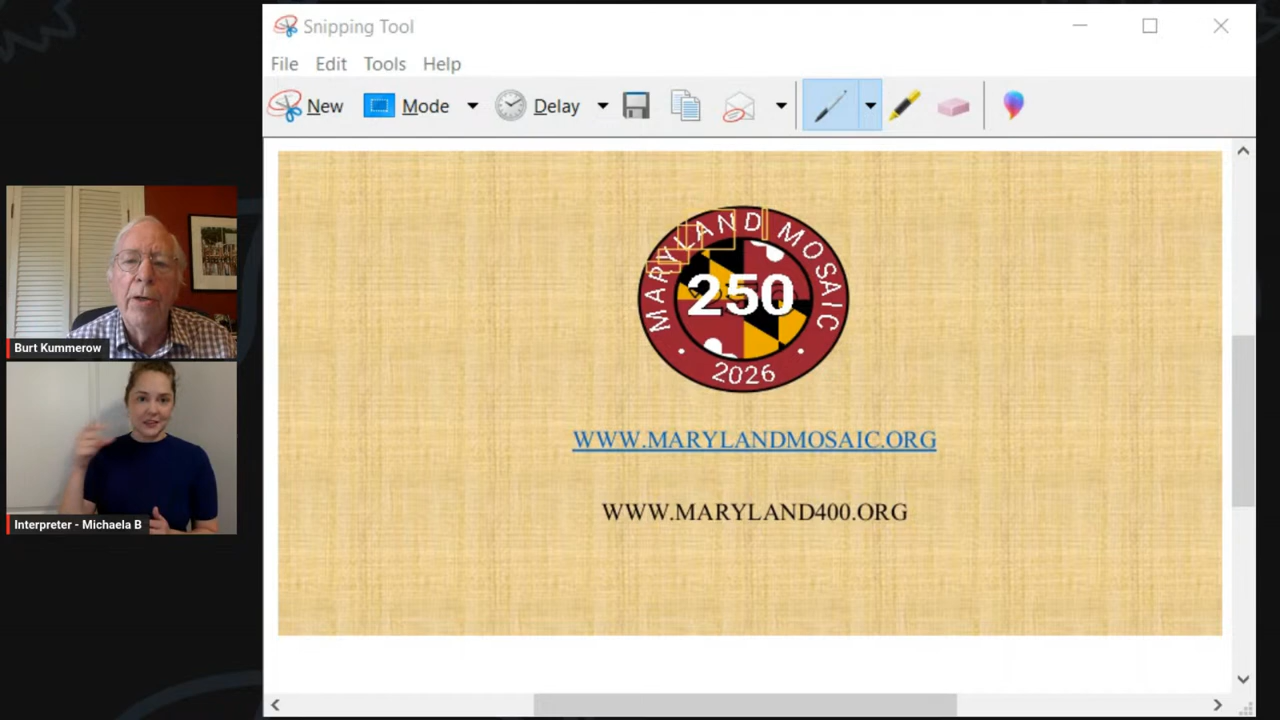 Snipping Tool
File Edit Tools Help
New Mode Delay
MARYLAND MOSAIC
250
2026
WWW.MARYLANDMOSAIC.ORG
WWW.MARYLAND400.ORG
Burt Kummerow
Interpreter - Michaela B